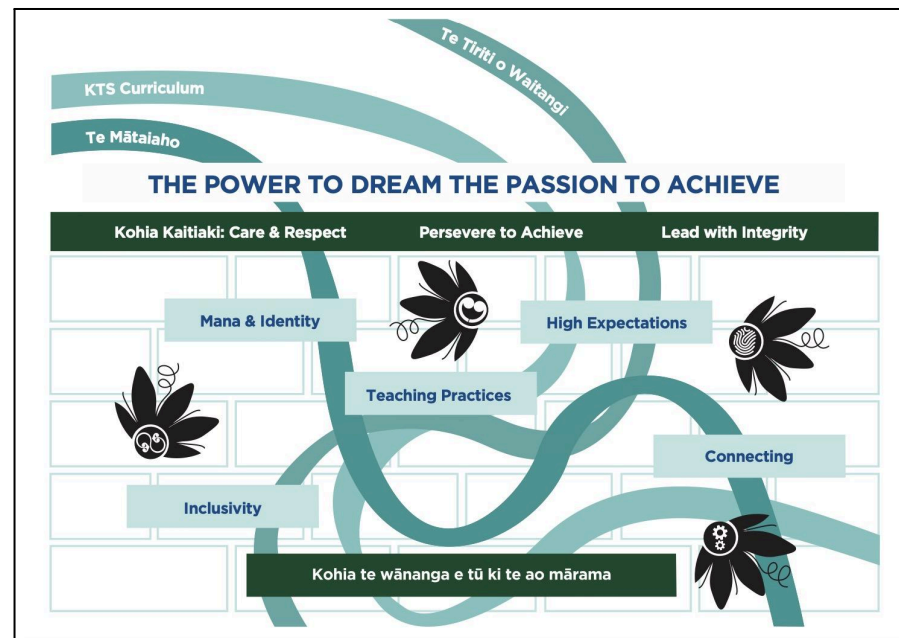 Te Tiriti o Waitangi
KTS Curriculum
Te Mātaiaho
THE POWER TO DREAM THE PASSION TO ACHIEVE
Kohia Kaitiaki: Care & Respect Persevere to Achieve Lead with Integrity
Mana & Identity
High Expectations
Teaching Practices
Connecting
Inclusivity
Kohia te wānanga e tū ki te ao mārama